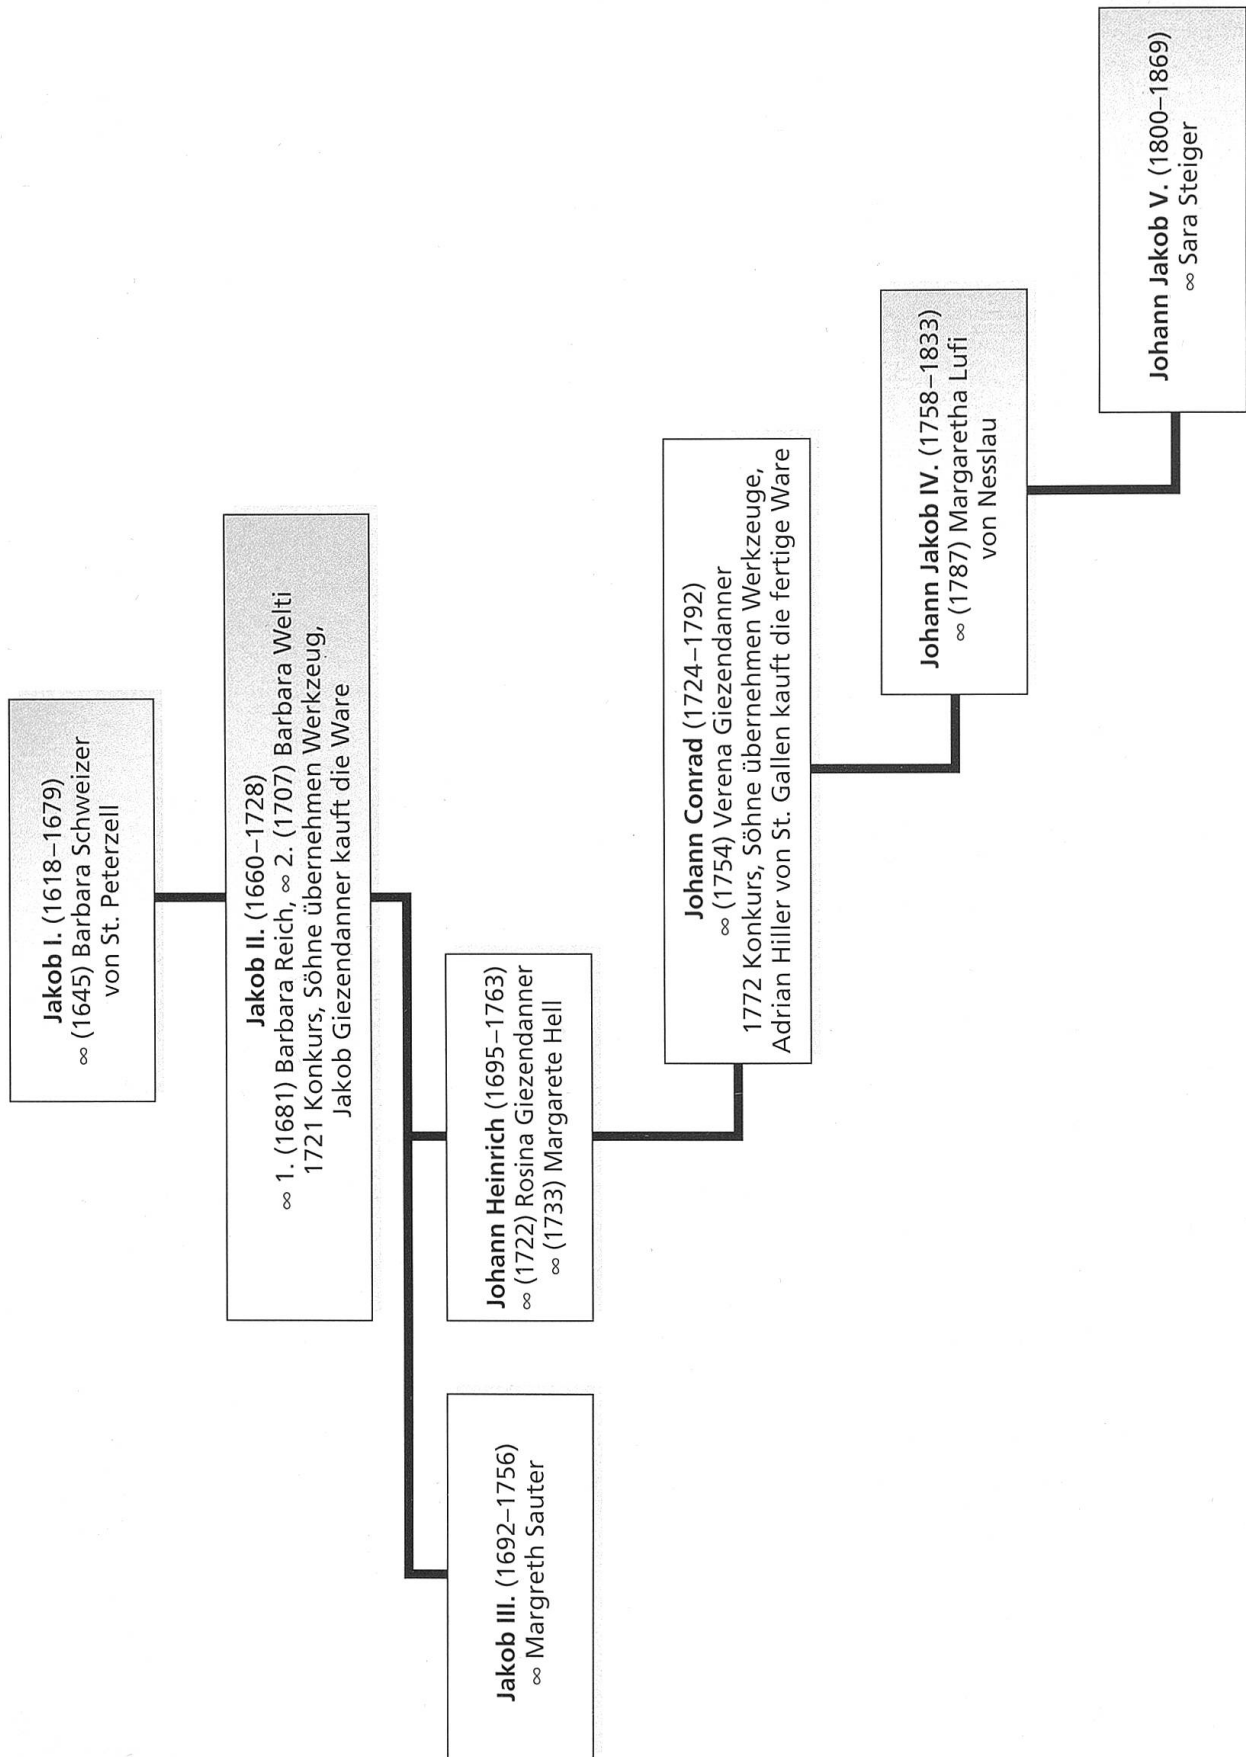 Jakob I. (1618–1679)
∞ (1645) Barbara Schweizer
von St. Peterzell
Jakob II. (1660–1728)
∞ 1. (1681) Barbara Reich, ∞ 2. (1707) Barbara Welti
1721 Konkurs, Söhne übernehmen Werkzeug,
Jakob Giezendanner kauft die Ware
Jakob III. (1692–1756)
∞ Margreth Sauter
Johann Heinrich (1695–1763)
∞ (1722) Rosina Giezendanner
∞ (1733) Margarete Hell
Johann Conrad (1724–1792)
∞ (1754) Verena Giezendanner
1772 Konkurs, Söhne übernehmen Werkzeuge,
Adrian Hiller von St. Gallen kauft die fertige Ware
Johann Jakob IV. (1758–1833)
∞ (1787) Margaretha Lufi
von Nesslau
Johann Jakob V. (1800–1869)
∞ Sara Steiger